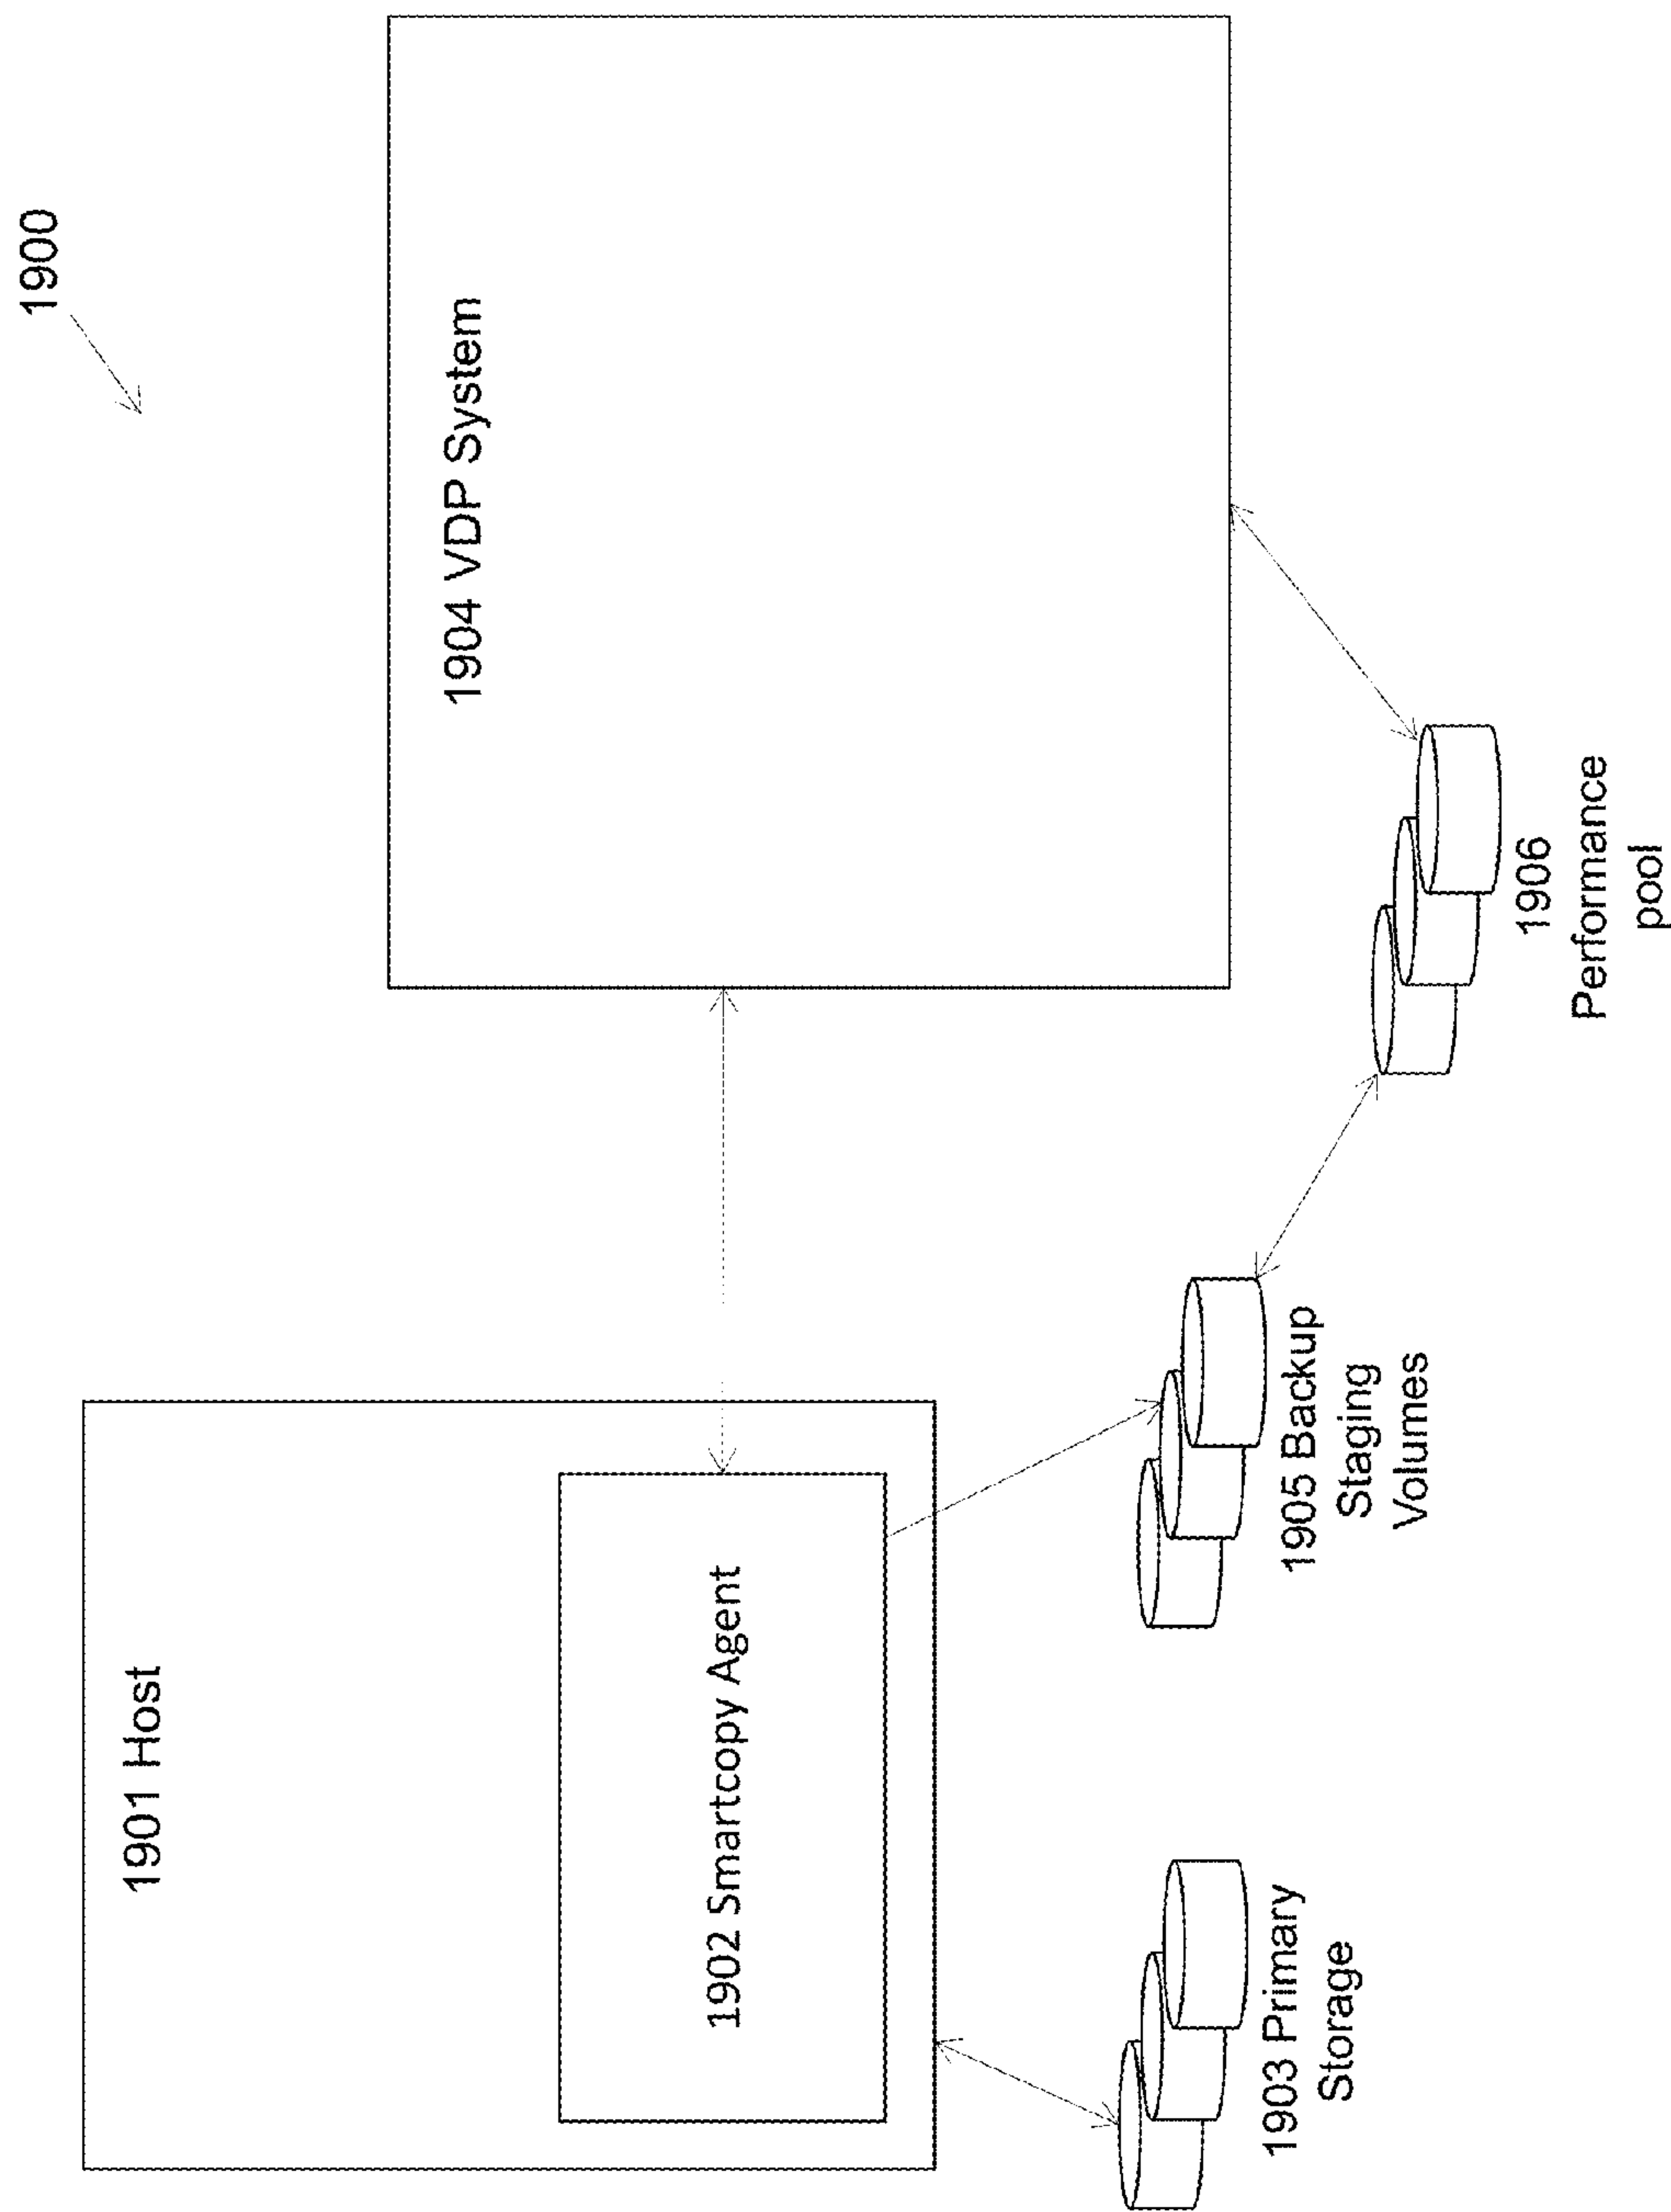 1900
1901 Host
1904 VDP System
1902 Smartcopy Agent
1903 Primary
Storage
1905 Backup
Staging
Volumes
1906
Performance
pool